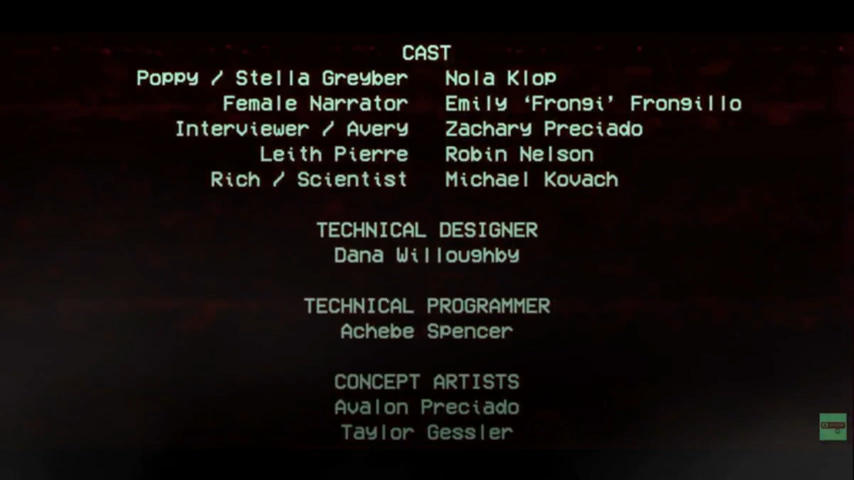 CAST
Poppy / Stella Greyber Nola Klop
Female Narrator Emily ‘Frongi’ Frongillo
Interviewer / Avery Zachary Preciado
Leith Pierre Robin Nelson
Rich / Scientist Michael Kovach
TECHNICAL DESIGNER
Dana Willoughby
TECHNICAL PROGRAMMER
Achebe Spencer
CONCEPT ARTISTS
Avalon Preciado
Taylor Gessler